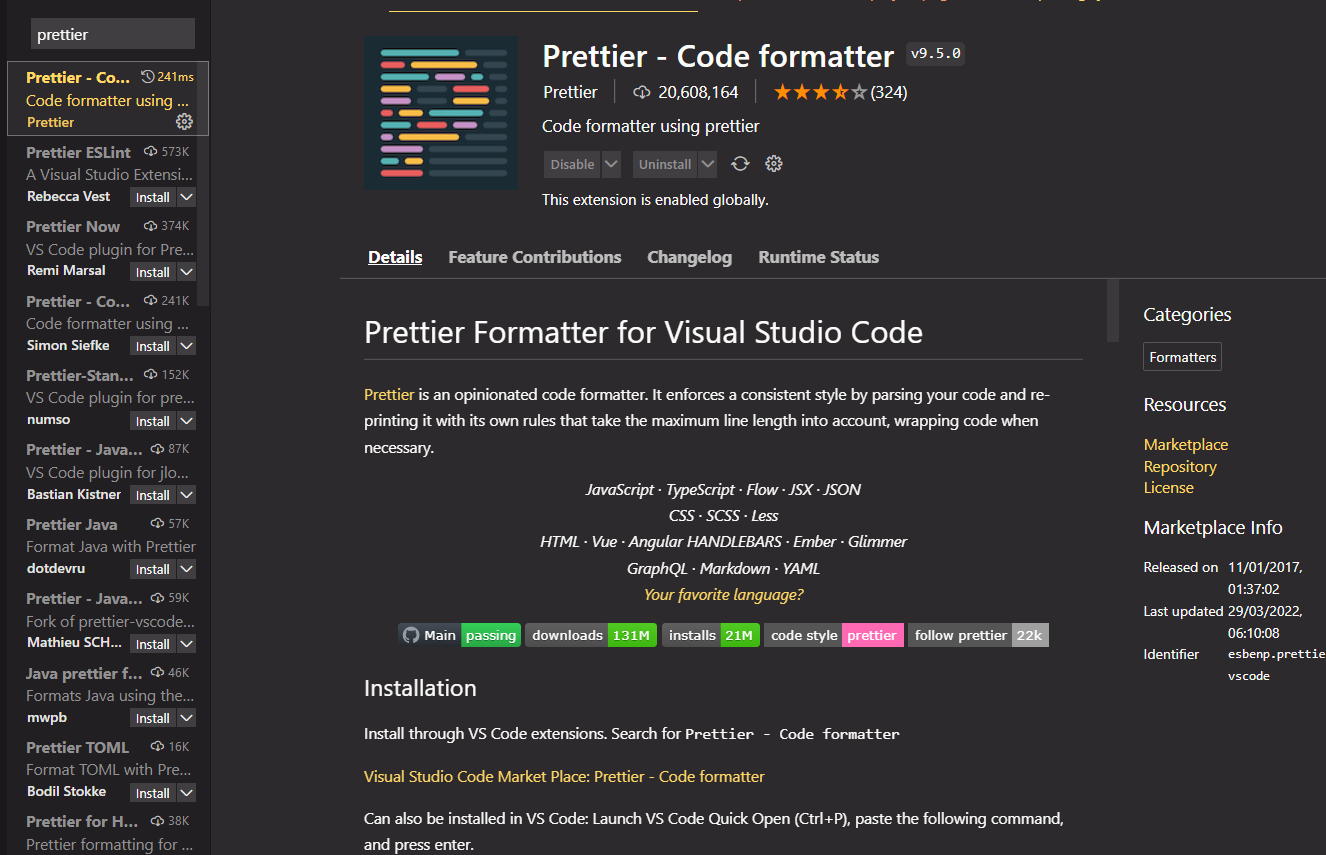 prettier
Prettier - Co... 241ms
Code formatter using ...
Prettier
Prettier ESLint 573K
A Visual Studio Extensi...
Rebecca Vest Install
Prettier Now 374K
VS Code plugin for Pre...
Remi Marsal Install
Prettier - Co... 241K
Code formatter using ...
Simon Siefke Install
Prettier-Stan... 152K
VS Code plugin for pre...
numso Install
Prettier - Java... 87K
VS Code plugin for jlo...
Bastian Kistner Install
Prettier Java 57K
Format Java with Prettier
dotdevru Install
Prettier - Java... 59K
Fork of prettier-vscode...
Mathieu SCH... Install
Java prettier f... 46K
Formats Java using the...
mwpb Install
Prettier TOML 16K
Format TOML with Pre...
Bodil Stokke Install
Prettier for H... 38K
Prettier formatting for ...
Prettier - Code formatter v9.5.0
Prettier 20,608,164 (324)
Code formatter using prettier
Disable Uninstall
This extension is enabled globally.
Details Feature Contributions Changelog Runtime Status
Prettier Formatter for Visual Studio Code
Prettier is an opinionated code formatter. It enforces a consistent style by parsing your code and re-
printing it with its own rules that take the maximum line length into account, wrapping code when
necessary.
JavaScript · TypeScript · Flow · JSX · JSON
CSS · SCSS · Less
HTML · Vue · Angular HANDLEBARS · Ember · Glimmer
GraphQL · Markdown · YAML
Your favorite language?
Main passing downloads 131M installs 21M code style prettier follow prettier 22k
Installation
Install through VS Code extensions. Search for Prettier - Code formatter
Visual Studio Code Market Place: Prettier - Code formatter
Can also be installed in VS Code: Launch VS Code Quick Open (Ctrl+P), paste the following command,
and press enter.
Categories
Formatters
Resources
Marketplace
Repository
License
Marketplace Info
Released on 11/01/2017,
01:37:02
Last updated 29/03/2022,
06:10:08
Identifier esbenp.prettie
vscode